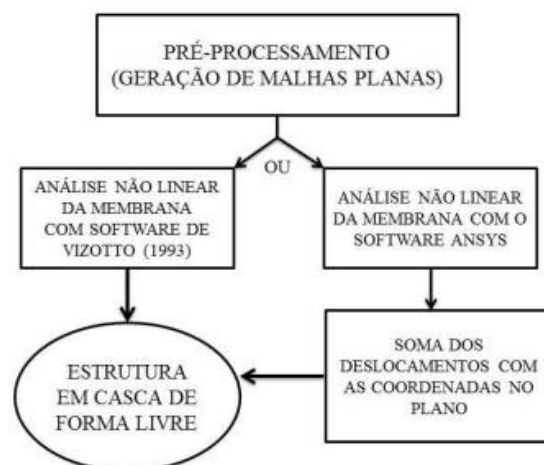 PRÉ-PROCESSAMENTO
(GERAÇÃO DE MALHAS PLANAS)
OU
ANÁLISE NÃO LINEAR
DA MEMBRANA
COM SOFTWARE DE
VIZOTTO (1993)
ANÁLISE NÃO LINEAR
DA MEMBRANA COM O
SOFTWARE ANSYS
SOMA DOS
DESLOCAMENTOS COM
AS COORDENADAS NO
PLANO
ESTRUTURA
EM CASCA DE
FORMA LIVRE